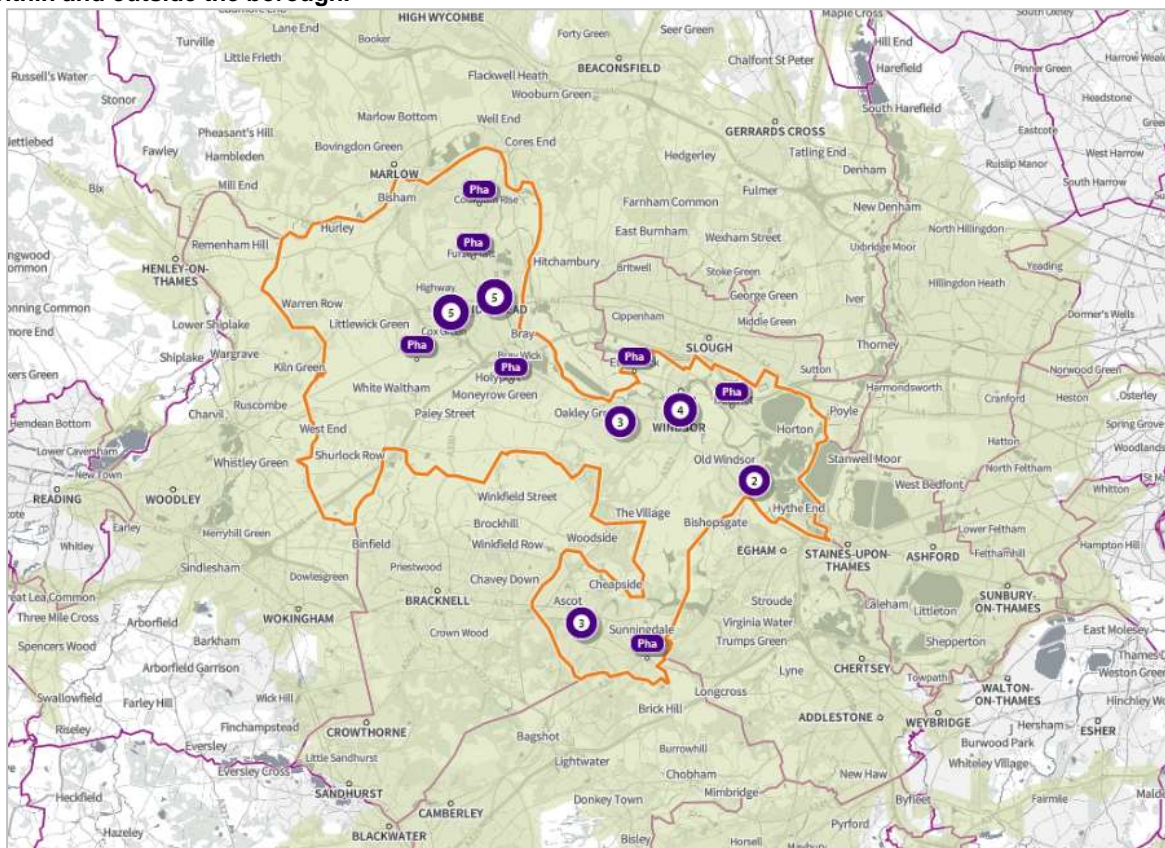 HIGH WYCOMBE
Lane End
Booker
Forty Green
Seer Green
Maple Cross
South Oxhey
Turville
Little Frieth
BEACONSFIELD
Chalfont St Peter
Hill End
Harefield
Pinner Green
Russell's Water
Flackwell Heath
Wooburn Green
Headstone
Stonor
Marlow Bottom
Well End
GERRARDS CROSS
South Harefield
Eastcote
Pheasant's Hill
Bovingdon Green
Cores End
Hedgerley
Tatling End
West Harrow
Fawley
Hambleden
MARLOW
Denham
Ruislip Manor
Bix
Mill End
Bisham
Pha
Fulmer
South Harrow
Farnham Common
New Denham
Hurley
East Burnham
Wexham Street
North Hillingdon
Remenham Hill
Pha
Uxbridge Moor
HENLEY-ON-THAMES
Hitchambury
Britwell
Stoke Green
Yeading
Highway
5
George Green
Iver
Hillingdon Heath
Warren Row
5
Cippenham
Middle Green
Lower Shiplake
Littlewick Green
Cox Green
Bray
Dormer's Wells
Shiplake
Wargrave
Pha
Pha
SLOUGH
Thorney
Kiln Green
Holyport
Pha
Sutton
Norwood Green
White Waltham
Moneyrow Green
Pha
Harmondsworth
Heston
Osterley
Charvil
Ruscombe
Paley Street
3
4
WINDSOR
Poyle
Cranford
West End
Horton
Hatton
Spring Grove
Lower Caversham
New Town
Whistley Green
Shurlock Row
Old Windsor
Stanwell Moor
North Feltham
READING
WOODLEY
Winkfield Street
2
West Bedfont
Whitton
Earley
The Village
Bishopsgate
Hythe End
Lower Feltham
Merryhill Green
Brockhill
Whitley
Binfield
Winkfield Row
Woodside
EGHAM
STAINES-UPON-THAMES
ASHFORD
Felthamhill
Hampton Hill
Sindlesham
Dowlesgreen
Priestwood
Chavey Down
Cheapside
Three Mile Cross
Arborfield
WOKINGHAM
BRACKNELL
Ascot
Stroude
Laleham
Littleton
SUNBURY-ON-THAMES
Spencers Wood
Barkham
Crown Wood
3
Sunningdale
Virginia Water
Trumps Green
Shepperton
East Molesey
Arborfield Garrison
Pha
Lyne
CHERTSEY
Swallowfield
Farley Hill
Wick Hill
Longcross
Towpath
WALTON-ON-THAMES
Riseley
Finchampstead
CROWTHORNE
Brick Hill
ADDLESTONE
WEYBRIDGE
Hersham
ESHER
Eversley
Little Sandhurst
Bagshot
Burrowhill
Burwood Park
Eversley Cross
Lightwater
Chobham
New Haw
Whiteley Village
Heckfield
SANDHURST
Mimbridge
CAMBERLEY
Donkey Town
Byfleet
Fairmile
Hazeley
BLACKWATER
Bisley
Horsell
Pyrford